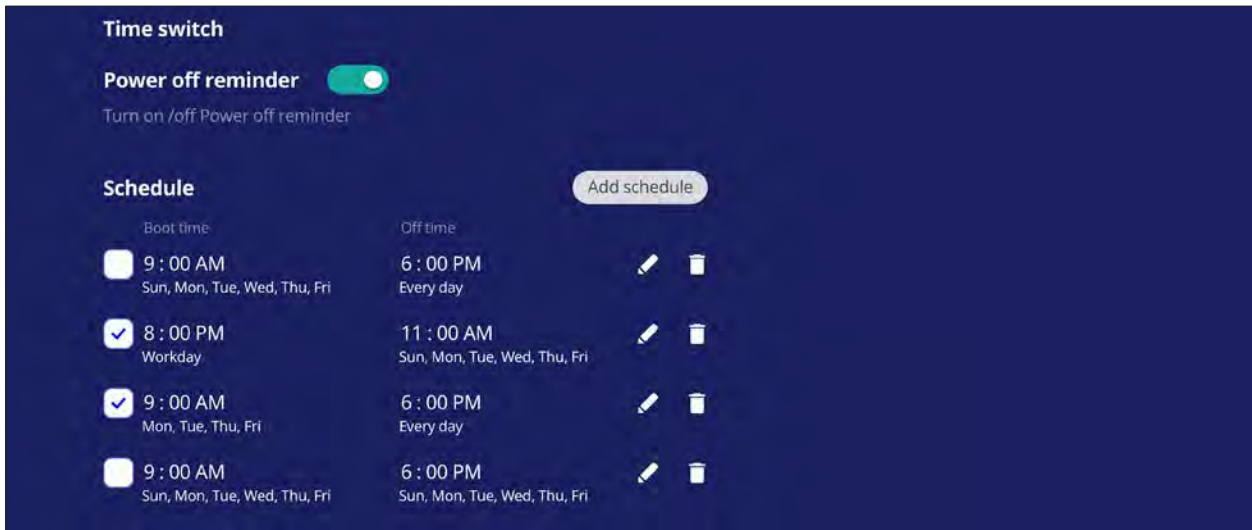 Time switch
Power off reminder
Turn on /off Power off reminder
Schedule Add schedule
Boot time Off time
9 : 00 AM 6 : 00 PM
Sun, Mon, Tue, Wed, Thu, Fri Every day
8 : 00 PM 11 : 00 AM
Workday Sun, Mon, Tue, Wed, Thu, Fri
9 : 00 AM 6 : 00 PM
Mon, Tue, Thu, Fri Every day
9 : 00 AM 6 : 00 PM
Sun, Mon, Tue, Wed, Thu, Fri Sun, Mon, Tue, Wed, Thu, Fri